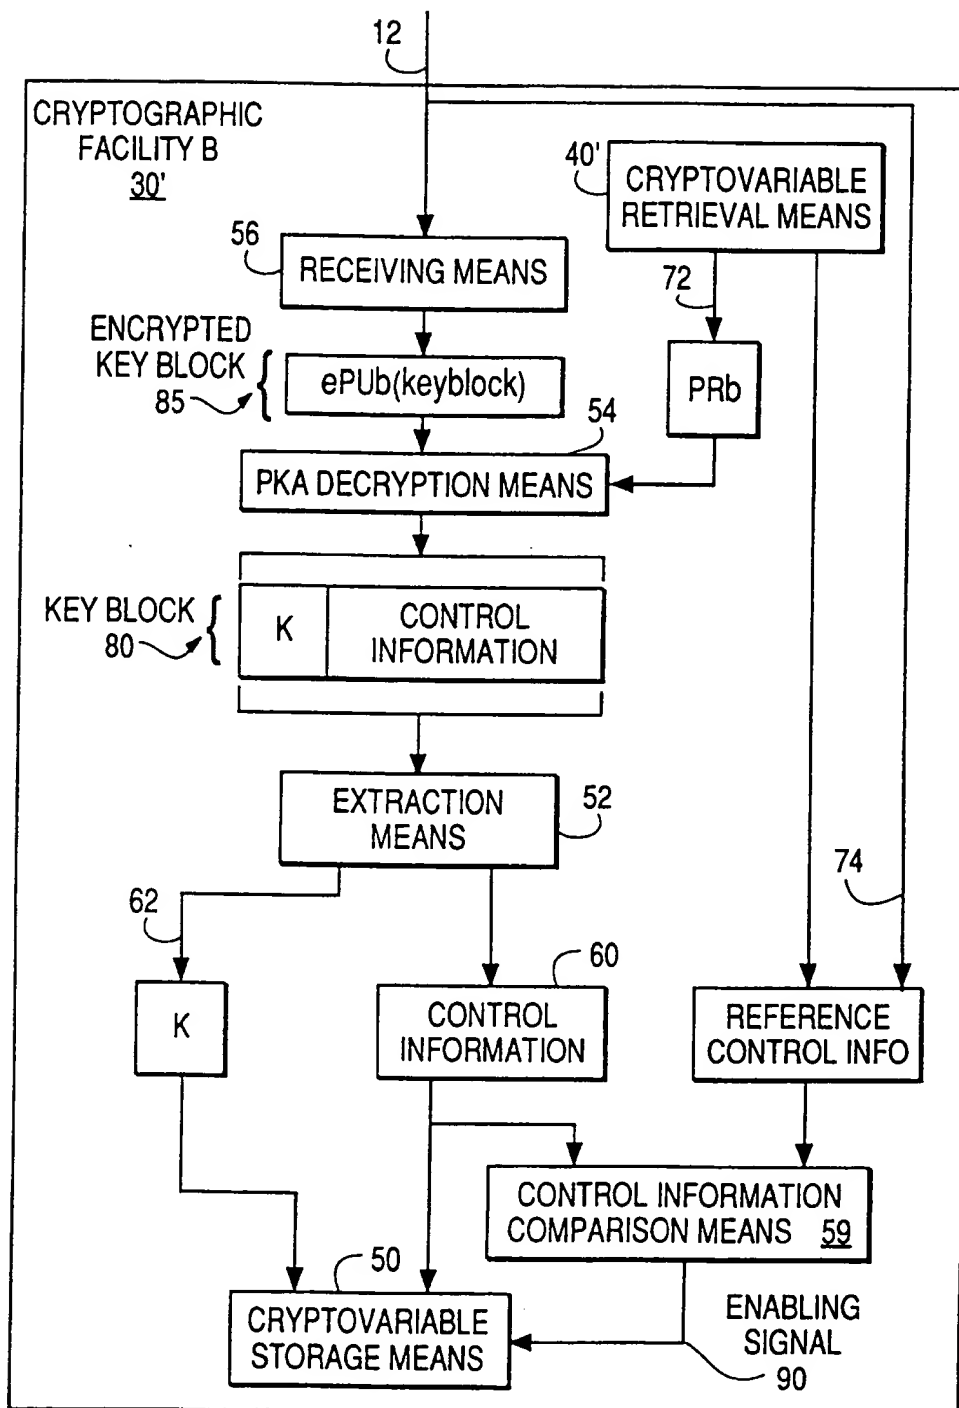 12
CRYPTOGRAPHIC
FACILITY B
30'
40'
CRYPTOVARIABLE
RETRIEVAL MEANS
56
RECEIVING MEANS
72
ENCRYPTED
KEY BLOCK
85
ePUb(keyblock)
PRb
54
PKA DECRYPTION MEANS
KEY BLOCK
80
K
CONTROL
INFORMATION
EXTRACTION
MEANS
52
74
62
60
K
CONTROL
INFORMATION
REFERENCE
CONTROL INFO
CONTROL INFORMATION
COMPARISON MEANS 59
50
CRYPTOVARIABLE
STORAGE MEANS
ENABLING
SIGNAL
90